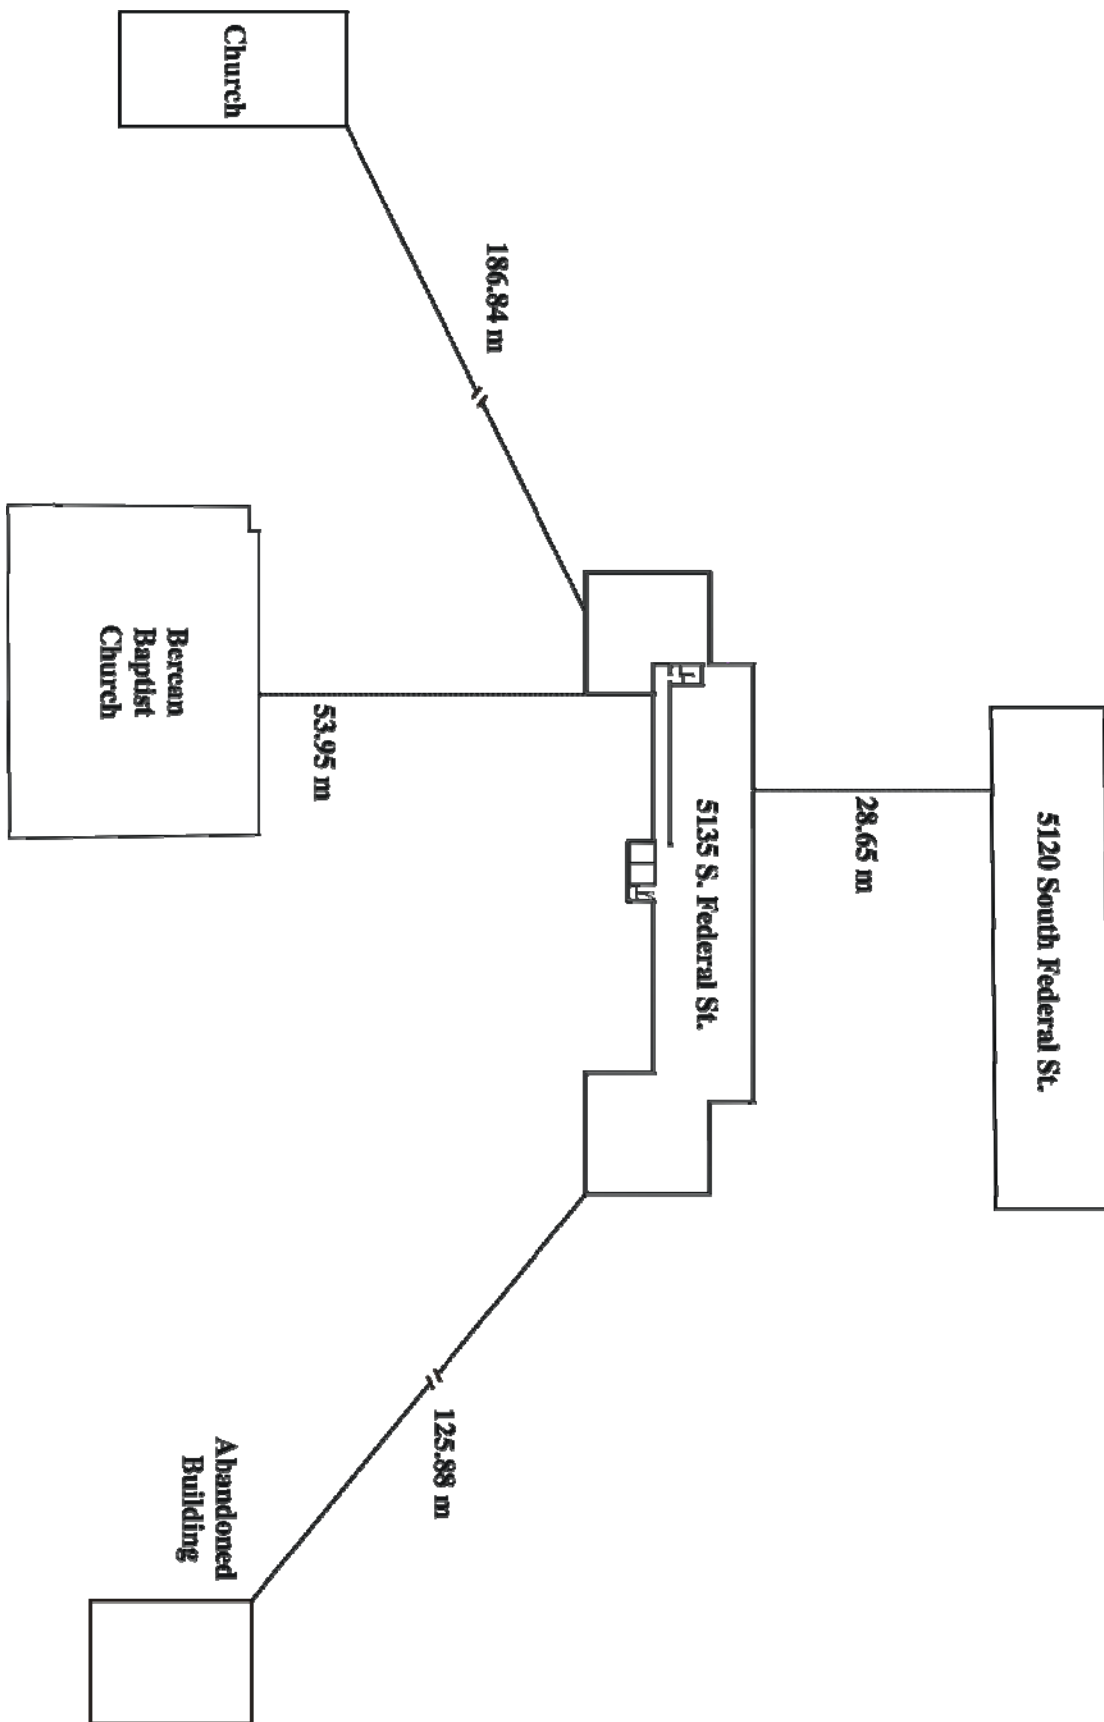 5120 South Federal St.
28.65 m
5135 S. Federal St.
186.84 m
125.88 m
53.95 m
Church
Berean
Baptist
Church
Abandoned
Building